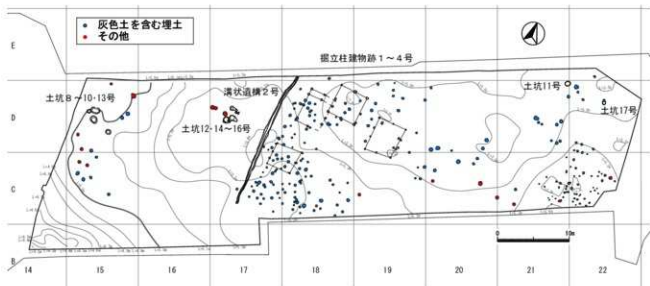 灰色土を含む埋土
その他
E
掘立柱建物跡1~4号
土坑8~10・13号
溝状遺構2号
土坑11号
土坑17号
D
土坑12・14~16号
C
B
0 10m
14 15 16 17 18 19 20 21 22